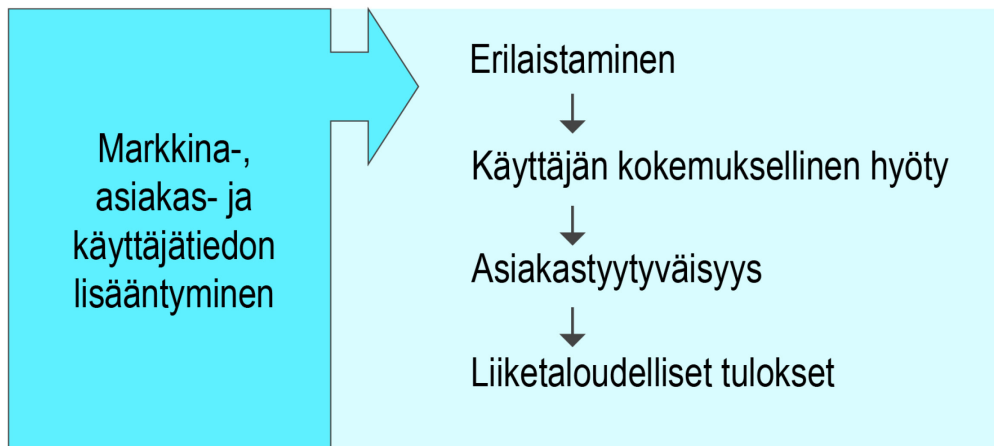 Markkina-,
asiakas- ja
käyttäjätiedon
lisääntyminen
Erilaistaminen
Käyttäjän kokemuksellinen hyöty
Asiakastyytyväisyys
Liiketaloudelliset tulokset